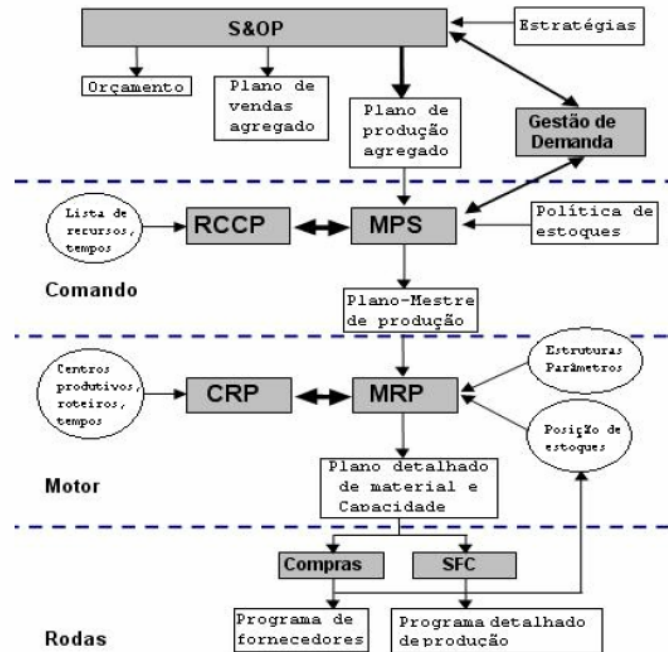 S&OP
Estratégias
Orçamento
Plano de
vendas
agregado
Plano de
produção
agregado
Gestão de
Demanda
Lista de
recursos,
tempos
RCCP
MPS
Política de
estoques
Comando
Plano-Mestre
de produção
Centros
produtivos,
roteiros,
tempos
CRP
MRP
Estruturas
Parâmetros
Posição de
estoques
Motor
Plano detalhado
de material e
Capacidade
Compras
SFC
Programa de
fornecedores
Programa detalhado
de produção
Rodas